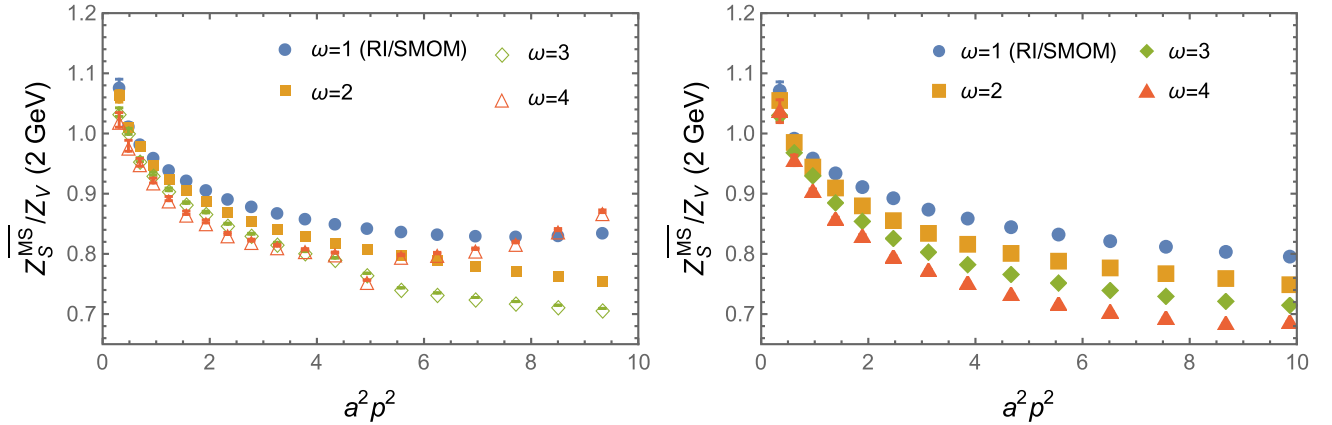 1.2
1.1
1.0
0.9
0.8
0.7
0 2 4 6 8 10
Z_S^{\overline{MS}}/Z_V (2 GeV)
a²p²
ω=1 (RI/SMOM)
ω=2
ω=3
ω=4
1.2
1.1
1.0
0.9
0.8
0.7
0 2 4 6 8 10
Z_S^{\overline{MS}}/Z_V (2 GeV)
a²p²
ω=1 (RI/SMOM)
ω=2
ω=3
ω=4